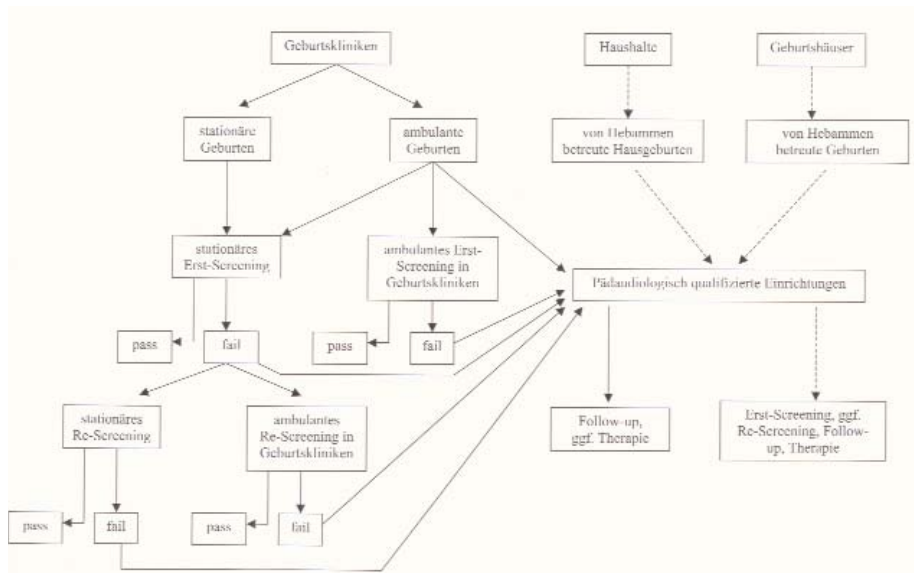 Geburtskliniken
Haushalte
Geburtshäuser
stationäre
Geburten
ambulante
Geburten
von Hebammen
betreute Hausgeburten
von Hebammen
betreute Geburten
stationäres
Erst-Screening
ambulantes Erst-
Screening in
Geburtskliniken
Pädaudiologisch qualifizierte Einrichtungen
pass
fail
pass
fail
stationäres
Re-Screening
ambulantes
Re-Screening in
Geburtskliniken
Follow-up,
ggf. Therapie
Erst-Screening, ggf.
Re-Screening, Follow-
up, Therapie
pass
fail
pass
fail